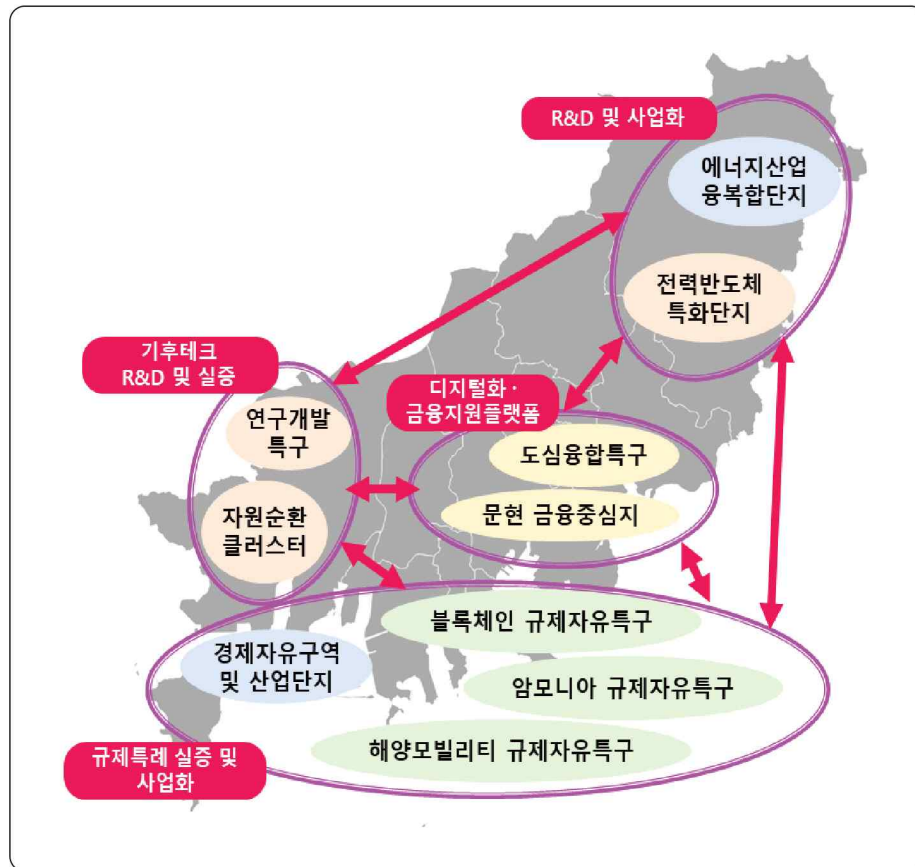 R&D 및 사업화
에너지산업
융복합단지
전력반도체
특화단지
기후테크
R&D 및 실증
연구개발
특구
자원순환
클러스터
디지털화·
금융지원플랫폼
도심융합특구
문현 금융중심지
블록체인 규제자유특구
경제자유구역
및 산업단지
암모니아 규제자유특구
해양모빌리티 규제자유특구
규제특례 실증 및
사업화